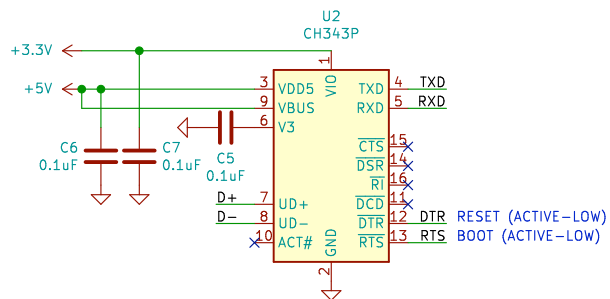 U2
CH343P
+3.3V
+5V
1
VIO
3
VDD5
9
VBUS
6
V3
TXD
4
TXD
RXD
5
RXD
C6
0.1uF
C7
0.1uF
C5
0.1uF
CTS
15
DSR
14
RI
16
DCD
11
D+
7
UD+
D-
8
UD-
10
ACT#
DTR
12
DTR
RESET (ACTIVE-LOW)
RTS
13
RTS
BOOT (ACTIVE-LOW)
GND
2